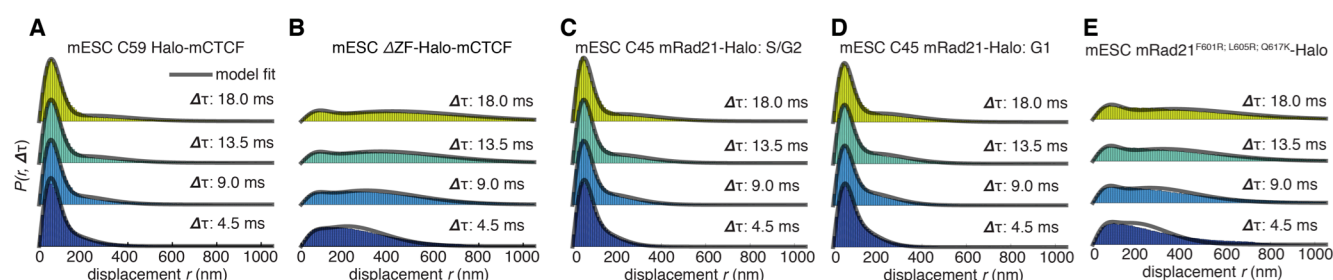 A
mESC C59 Halo-mCTCF
model fit
Δτ: 18.0 ms
Δτ: 13.5 ms
Δτ: 9.0 ms
Δτ: 4.5 ms
P(r, Δτ)
0 200 400 600 800 1000
displacement r (nm)
B
mESC ΔZF-Halo-mCTCF
Δτ: 18.0 ms
Δτ: 13.5 ms
Δτ: 9.0 ms
Δτ: 4.5 ms
0 200 400 600 800 1000
displacement r (nm)
C
mESC C45 mRad21-Halo: S/G2
Δτ: 18.0 ms
Δτ: 13.5 ms
Δτ: 9.0 ms
Δτ: 4.5 ms
0 200 400 600 800 1000
displacement r (nm)
D
mESC C45 mRad21-Halo: G1
Δτ: 18.0 ms
Δτ: 13.5 ms
Δτ: 9.0 ms
Δτ: 4.5 ms
0 200 400 600 800 1000
displacement r (nm)
E
mESC mRad21F601R; L605R; Q617K-Halo
Δτ: 18.0 ms
Δτ: 13.5 ms
Δτ: 9.0 ms
Δτ: 4.5 ms
0 200 400 600 800 1000
displacement r (nm)